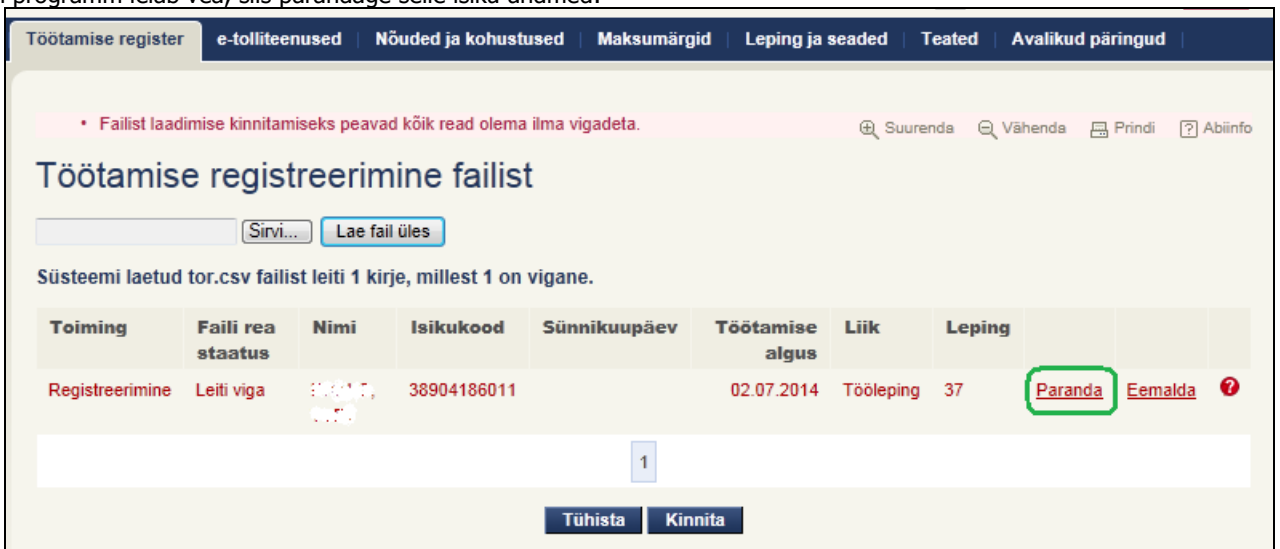 programm leiab vea, siis parandage selle isiku andmed.
Töötamise register e-tolliteenused Nõuded ja kohustused Maksumärgid Leping ja seaded Teated Avalikud päringud
• Failist laadimise kinnitamiseks peavad kõik read olema ilma vigadeta.
Suurenda Vähenda Prindi ? Abiinfo
Töötamise registreerimine failist
Sirvi... Lae fail üles
Süsteemi laetud tor.csv failist leiti 1 kirje, millest 1 on vigane.
Toiming Faili rea staatus Nimi Isikukood Sünnikuupäev Töötamise algus Liik Leping
Registreerimine Leiti viga 38904186011 02.07.2014 Tööleping 37 Paranda Eemalda ?
1
Tühista Kinnita